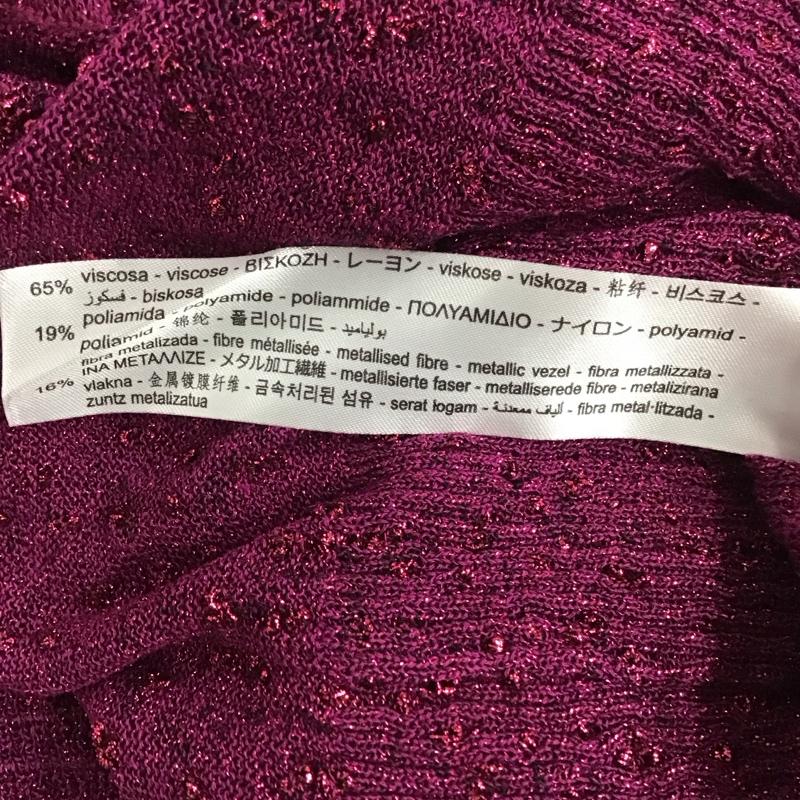 65% viscosa - viscose - ΒΙΣΚΟΖΗ - レーヨン - viskose - viskoza - 粘纤 - 비스코스 -
فسكوز - biskosa
19% poliamida - polyamide - poliammide - ΠΟΛΥΑΜΙΔΙΟ - ナイロン - polyamid -
poliamid - 锦纶 - 폴리아미드 - بوليأميد
fibra metalizada - fibre métallisée - metallised fibre - metallic vezel - fibra metallizzata -
16% ΙΝΑ ΜΕΤΑΛΛΙΖΕ - メタル加工繊維 - metallisierte faser - metalliserede fibre - metalizirana
vlakna - 金属镀膜纤维 - 금속처리된 섬유 - serat logam - ألياف ممعدنة - fibra metal·litzada -
zuntz metalizatua